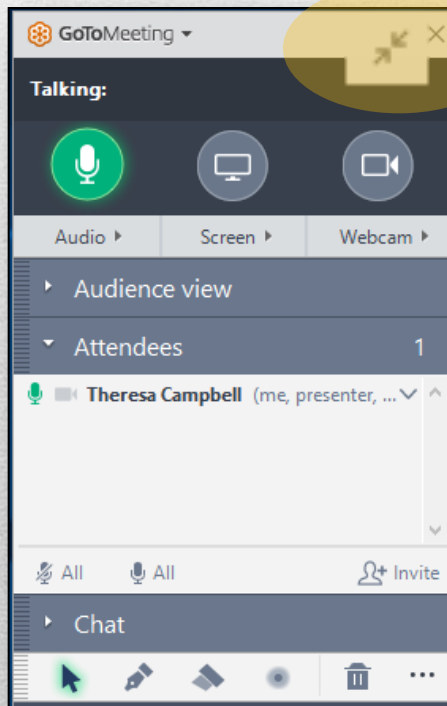 GoToMeeting
Talking:
Audio Screen Webcam
Audience view
Attendees 1
Theresa Campbell (me, presenter, ...
All All Invite
Chat